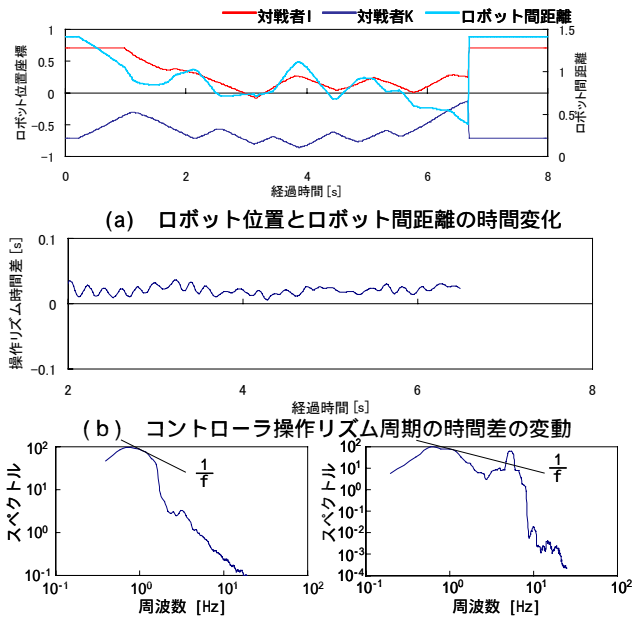 対戦者I 対戦者K ロボット間距離
1 0.5 0 -0.5 -1
ロボット位置座標
1.5 1 0.5 0
ロボット間距離
0 2 4 6 8
経過時間[s]
(a) ロボット位置とロボット間距離の時間変化
0.1 0 -0.1
操作リズム時間差[s]
2 4 6 8
経過時間[s]
(b) コントローラ操作リズム周期の時間差の変動
10² 10¹ 10⁰ 10⁻¹
スペクトル
1/f
10⁻¹ 10⁰ 10¹ 10²
周波数 [Hz]
10² 10¹ 10⁰ 10⁻¹ 10⁻² 10⁻³ 10⁻⁴
スペクトル
1/f
10⁻¹ 10⁰ 10¹ 10²
周波数 [Hz]